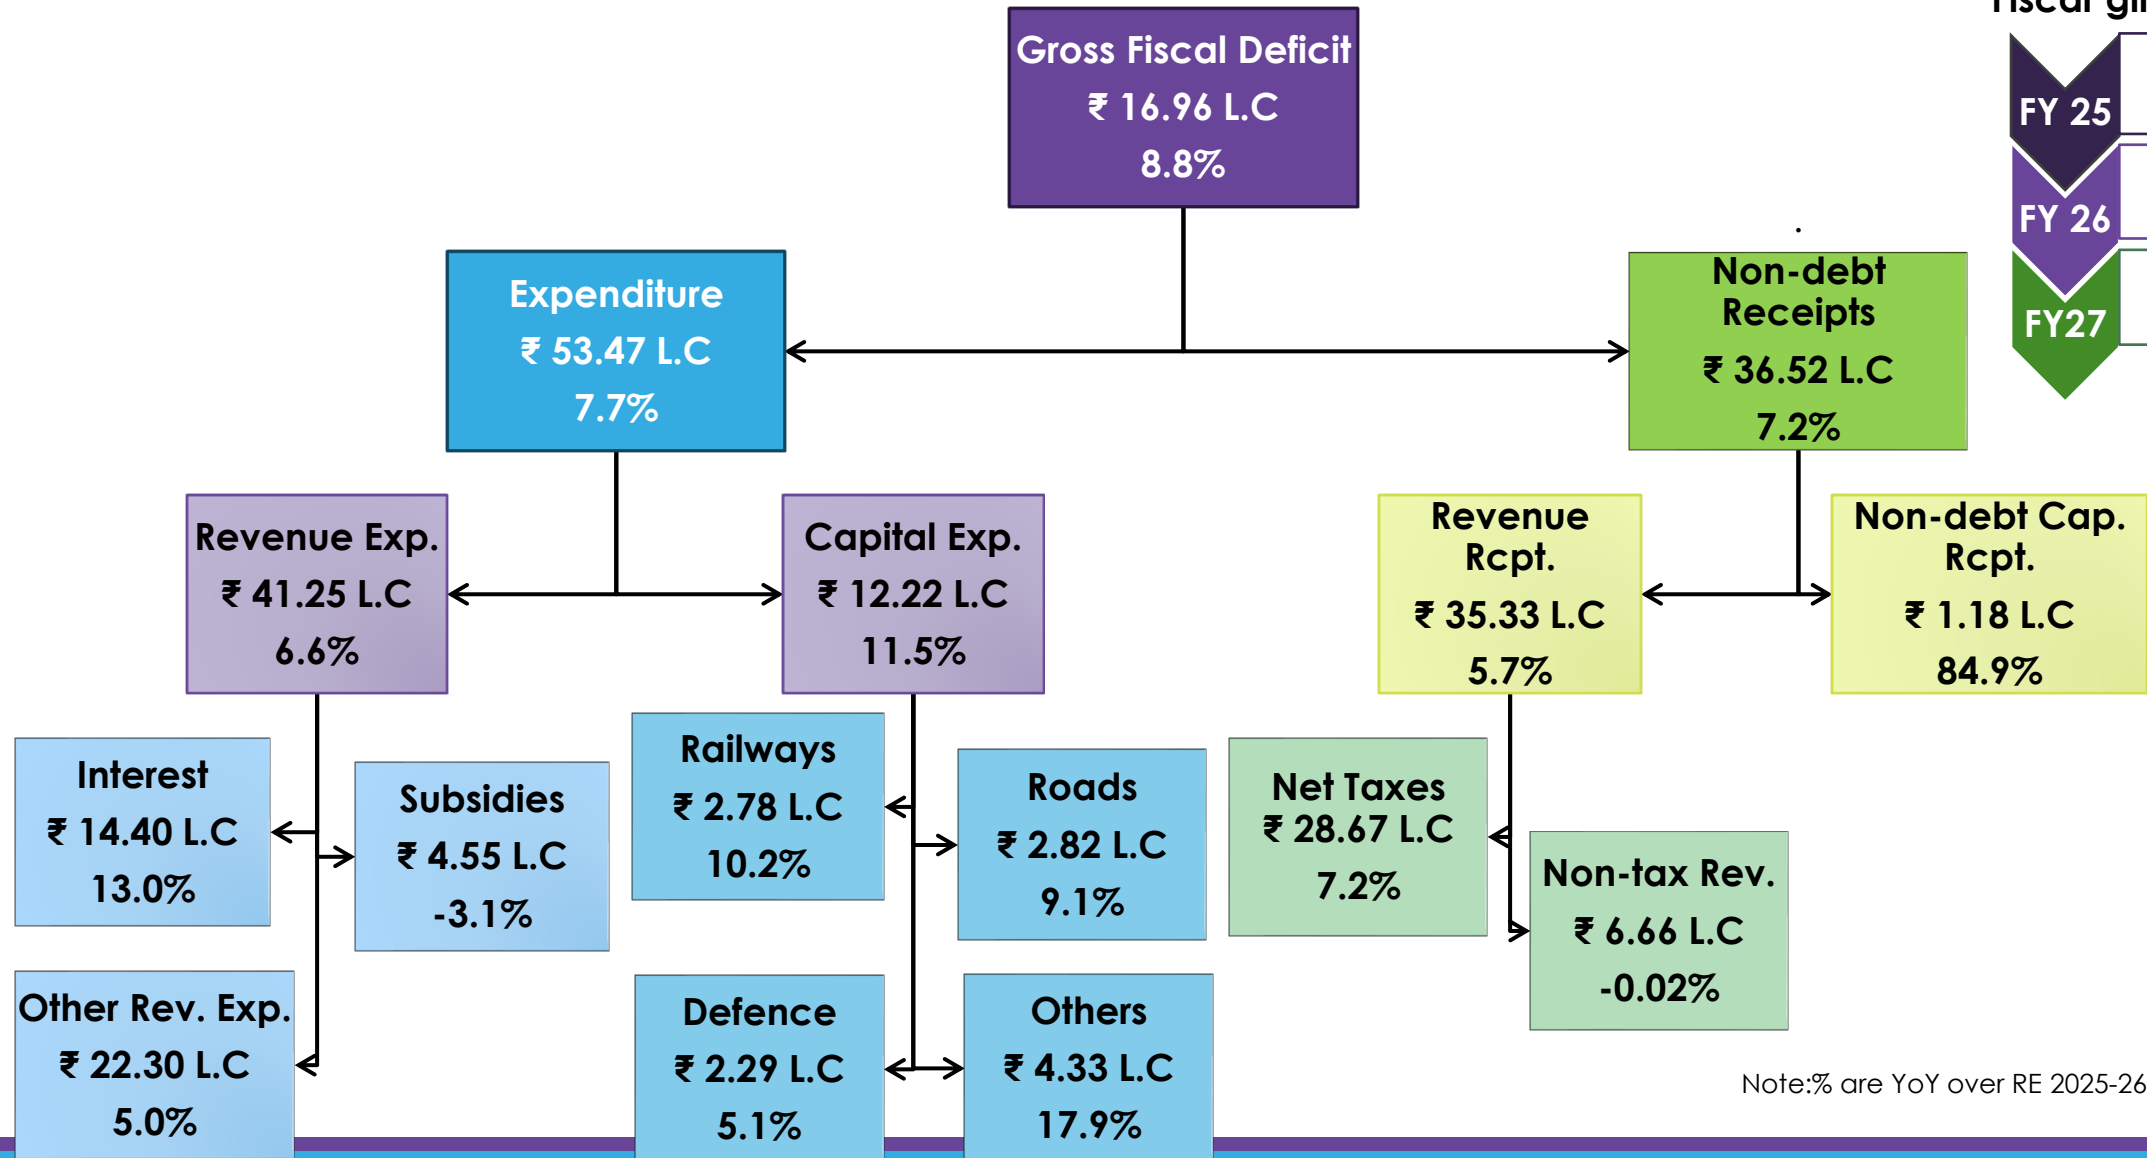 Gross Fiscal Deficit
₹ 16.96 L.C
8.8%
Fiscal
FY 25
FY 26
FY27
.
Expenditure
₹ 53.47 L.C
7.7%
Non-debt
Receipts
₹ 36.52 L.C
7.2%
Revenue Exp.
₹ 41.25 L.C
6.6%
Capital Exp.
₹ 12.22 L.C
11.5%
Revenue
Rcpt.
₹ 35.33 L.C
5.7%
Non-debt Cap.
Rcpt.
₹ 1.18 L.C
84.9%
Interest
₹ 14.40 L.C
13.0%
Subsidies
₹ 4.55 L.C
-3.1%
Railways
₹ 2.78 L.C
10.2%
Roads
₹ 2.82 L.C
9.1%
Net Taxes
₹ 28.67 L.C
7.2%
Non-tax Rev.
₹ 6.66 L.C
-0.02%
Other Rev. Exp.
₹ 22.30 L.C
5.0%
Defence
₹ 2.29 L.C
5.1%
Others
₹ 4.33 L.C
17.9%
Note:% are YoY over RE 2025-26